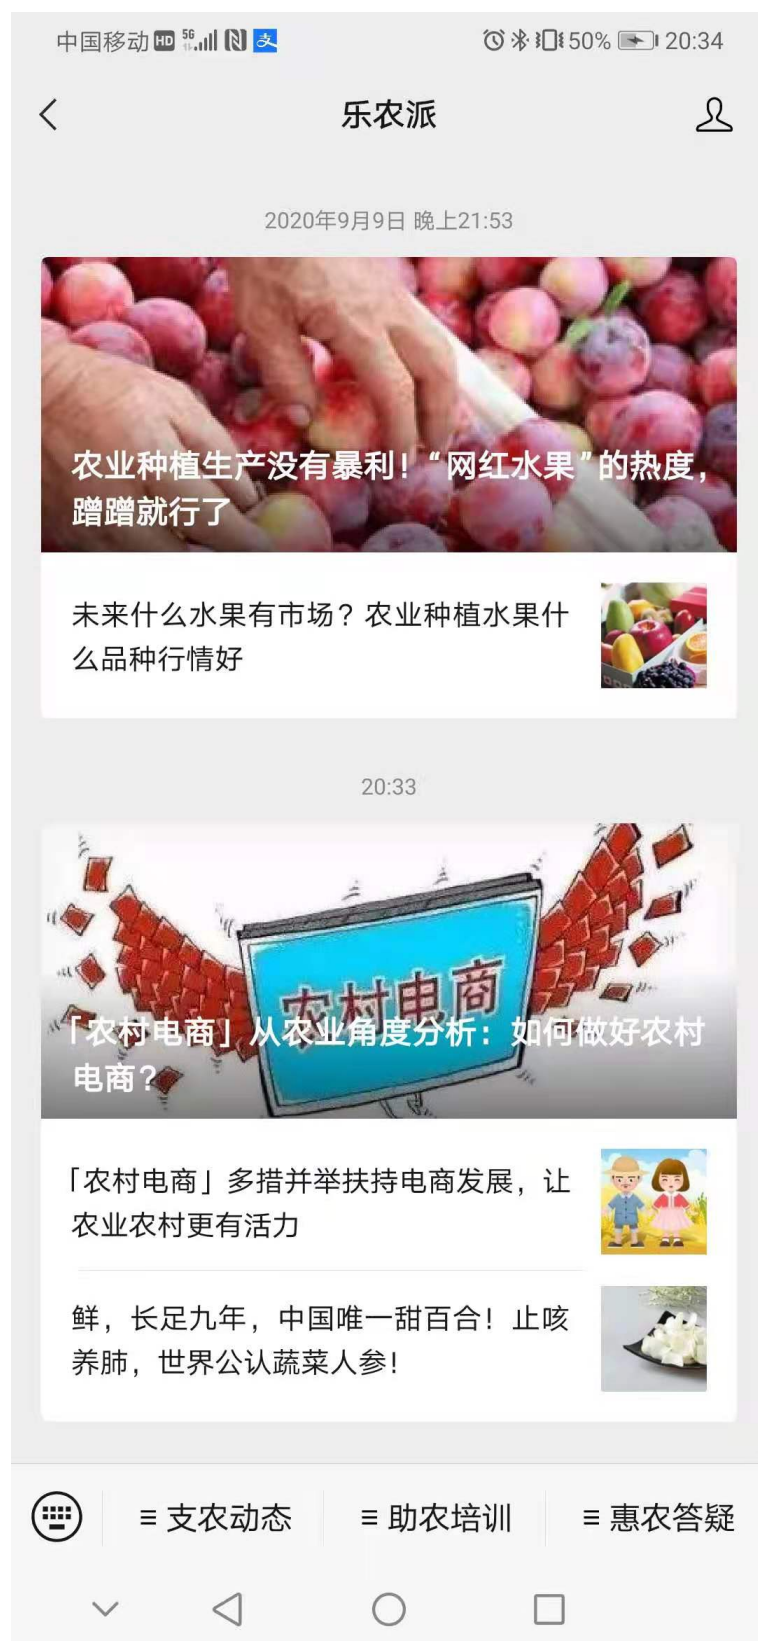 中国移动 HD 5G 支 50% 20:34
乐农派
2020年9月9日 晚上21:53
农业种植生产没有暴利！“网红水果”的热度，
蹭蹭就行了
未来什么水果有市场？农业种植水果什
么品种行情好
20:33
农村电商
「农村电商」从农业角度分析：如何做好农村
电商？
「农村电商」多措并举扶持电商发展，让
农业农村更有活力
鲜，长足九年，中国唯一甜百合！止咳
养肺，世界公认蔬菜人参！
支农动态 助农培训 惠农答疑